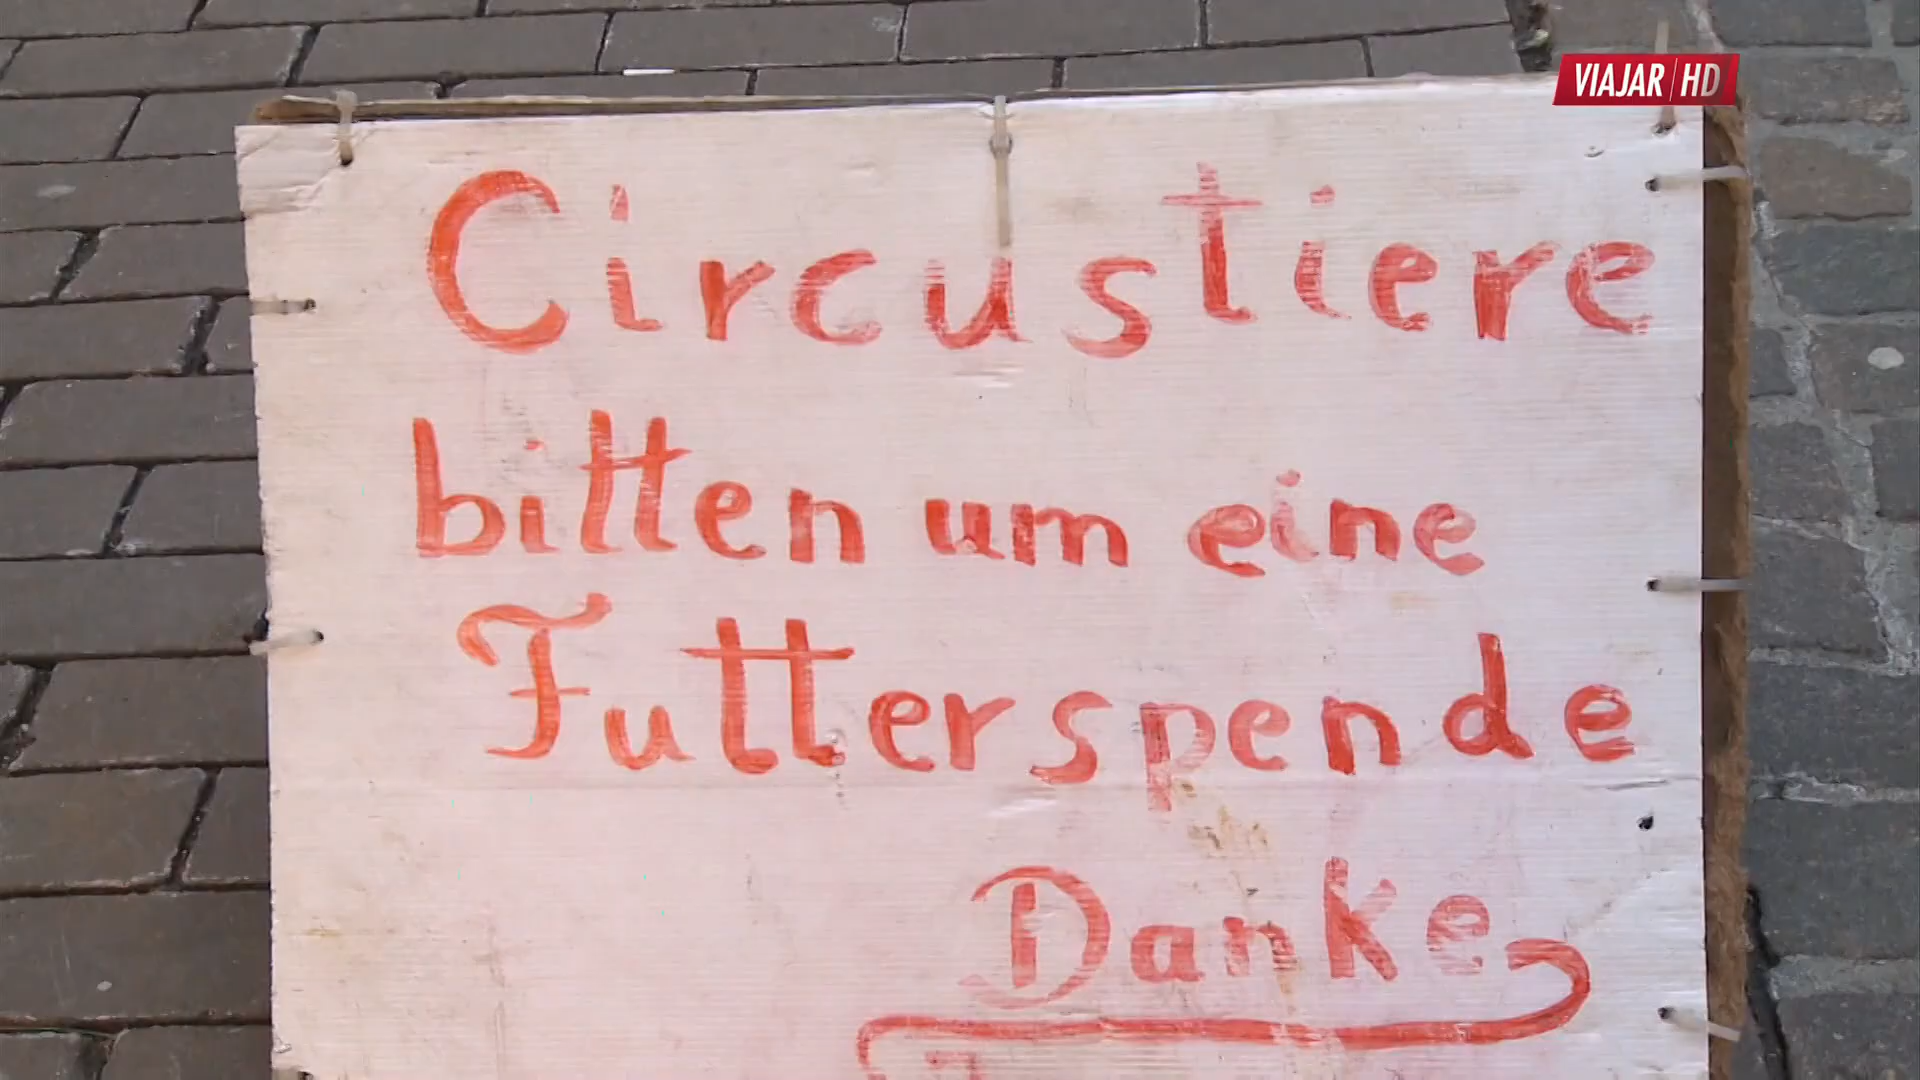 VIAJAR HD
Circustiere
bitten um eine
Futterspende
Danke